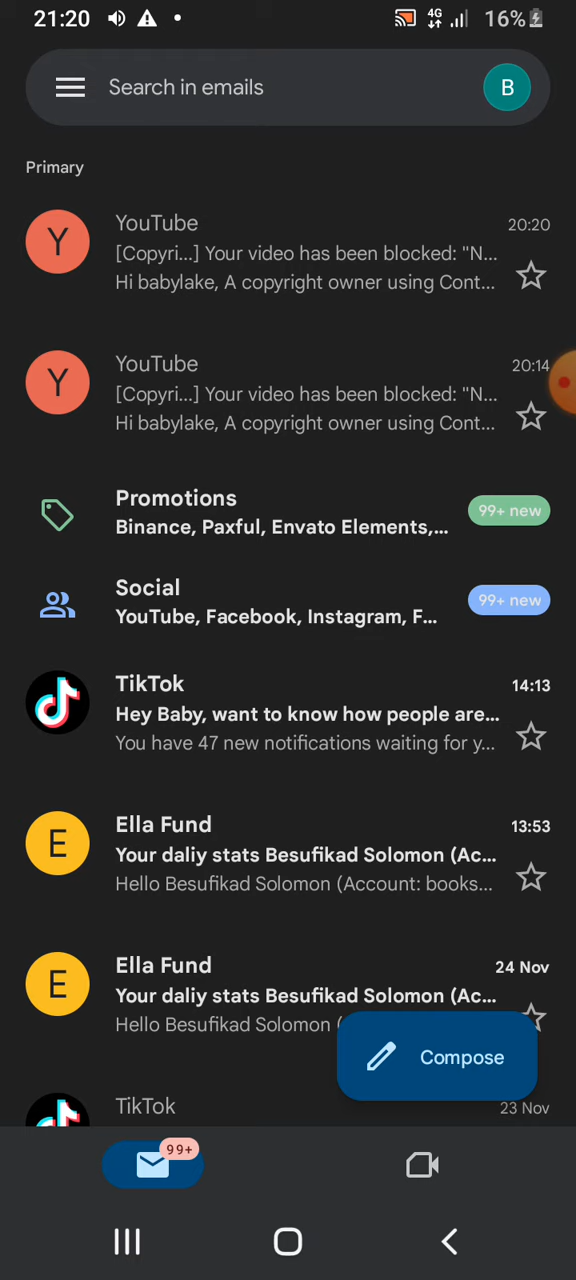 21:20
4G
16%
Search in emails
B
Primary
Y
YouTube
20:20
[Copyri...] Your video has been blocked: "N...
Hi babylake, A copyright owner using Cont...
Y
YouTube
20:14
[Copyri...] Your video has been blocked: "N...
Hi babylake, A copyright owner using Cont...
Promotions
Binance, Paxful, Envato Elements,...
99+ new
Social
YouTube, Facebook, Instagram, F...
99+ new
TikTok
14:13
Hey Baby, want to know how people are...
You have 47 new notifications waiting for y...
E
Ella Fund
13:53
Your daliy stats Besufikad Solomon (Ac...
Hello Besufikad Solomon (Account: books...
E
Ella Fund
24 Nov
Your daliy stats Besufikad Solomon (Ac...
Hello Besufikad Solomon (
Compose
TikTok
23 Nov
99+